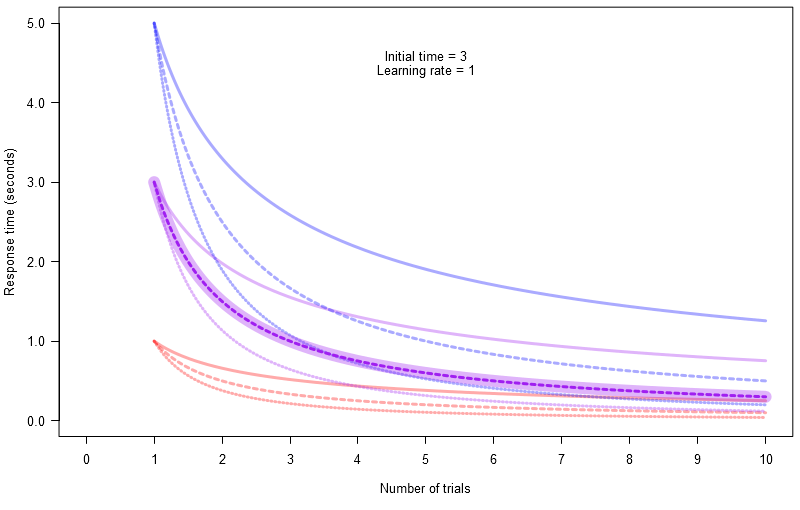 Initial time = 3
Learning rate = 1
Response time (seconds)
5.0
4.0
3.0
2.0
1.0
0.0
0 1 2 3 4 5 6 7 8 9 10
Number of trials